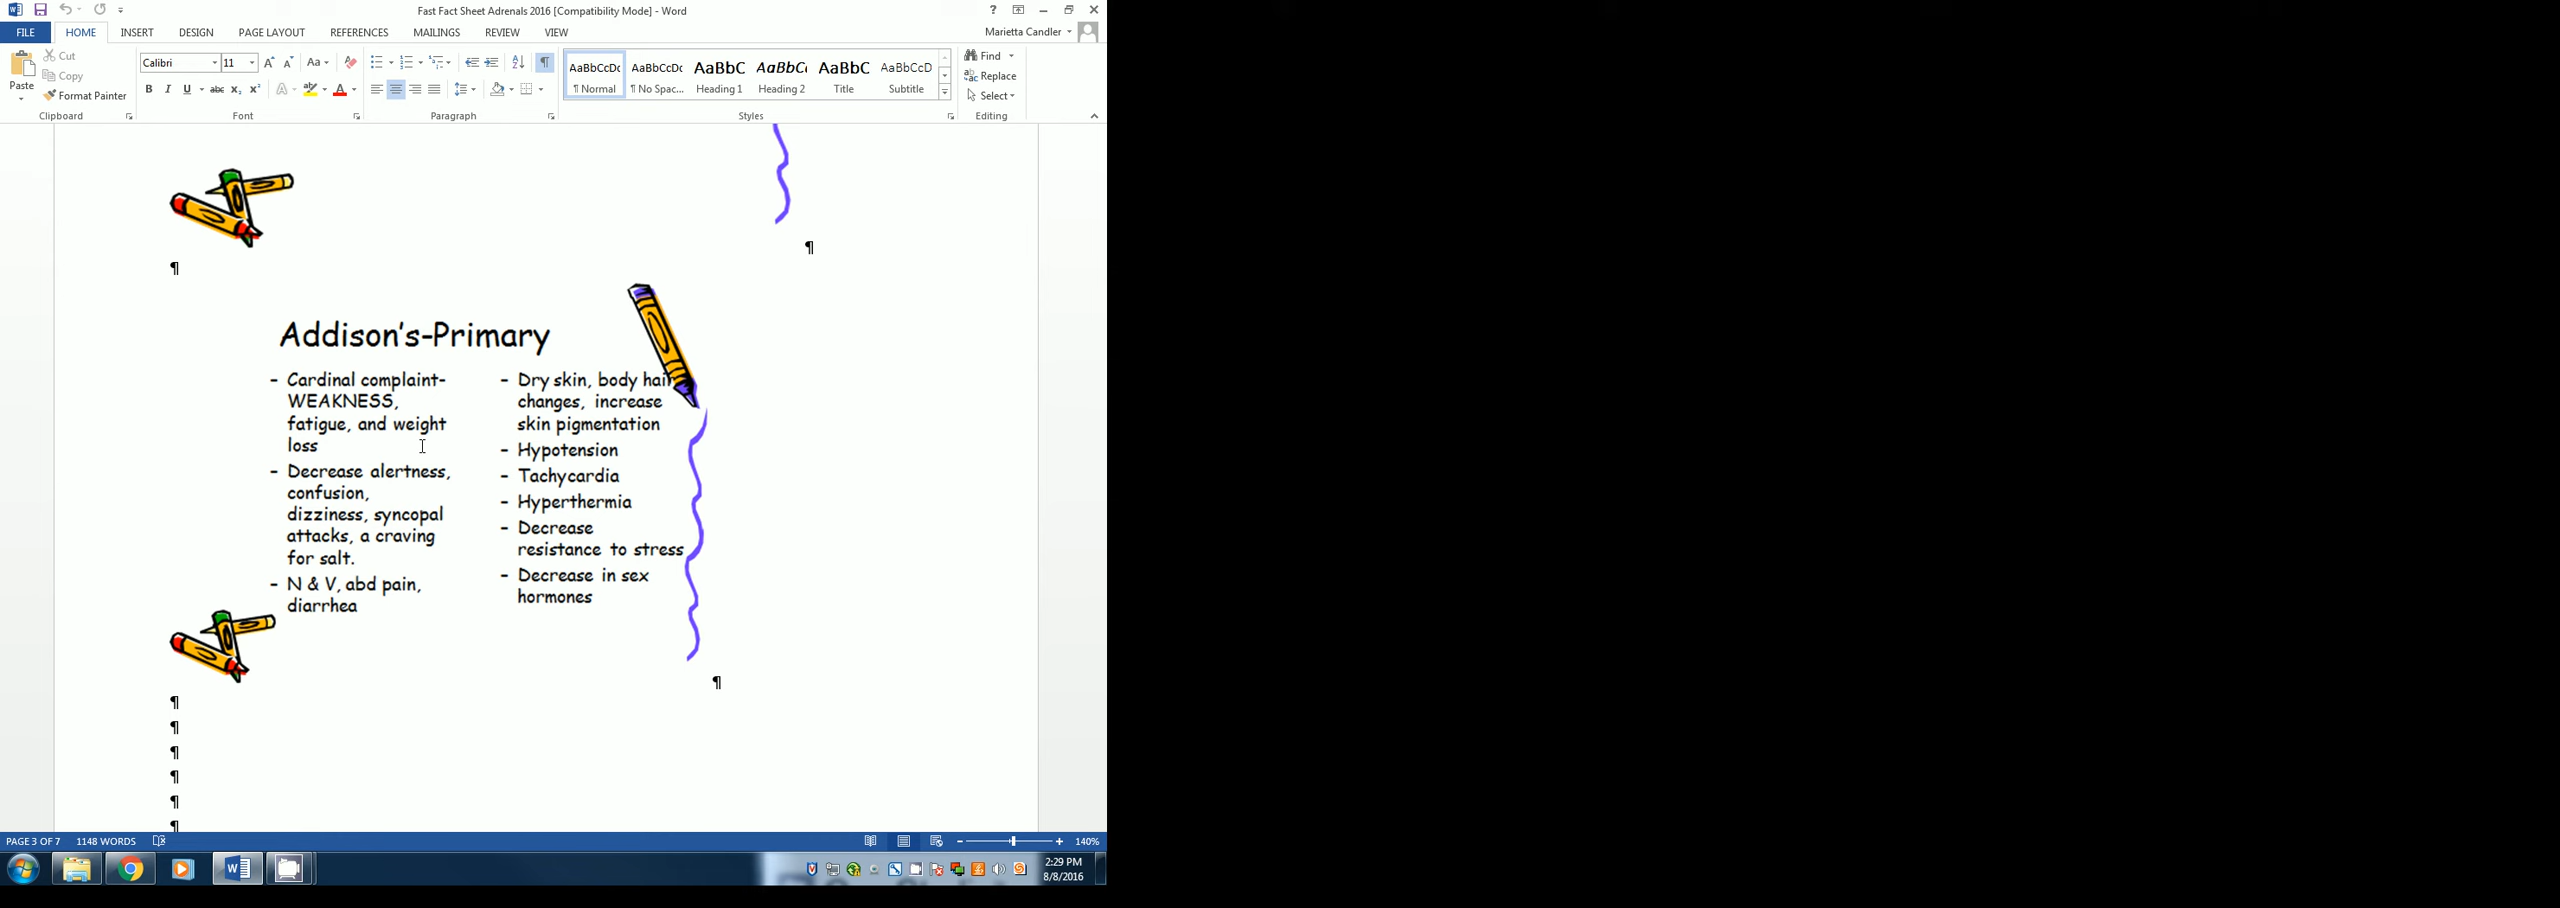 Fast Fact Sheet Adrenals 2016 [Compatibility Mode] - Word
FILE HOME INSERT DESIGN PAGE LAYOUT REFERENCES MAILINGS REVIEW VIEW
Marietta Candler
Cut
Copy
Paste
Format Painter
Clipboard
Calibri 11
Font
Paragraph
AaBbCcDc AaBbCcDc AaBbC AaBbC AaBbC AaBbCcD
¶ Normal ¶ No Spac... Heading 1 Heading 2 Title Subtitle
Styles
Find
Replace
Select
Editing
Addison's-Primary
- Cardinal complaint-
WEAKNESS,
fatigue, and weight
loss
- Decrease alertness,
confusion,
dizziness, syncopal
attacks, a craving
for salt.
- N & V, abd pain,
diarrhea
- Dry skin, body hair
changes, increase
skin pigmentation
- Hypotension
- Tachycardia
- Hyperthermia
- Decrease
resistance to stress
- Decrease in sex
hormones
PAGE 3 OF 7 1148 WORDS
140%
2:29 PM
8/8/2016